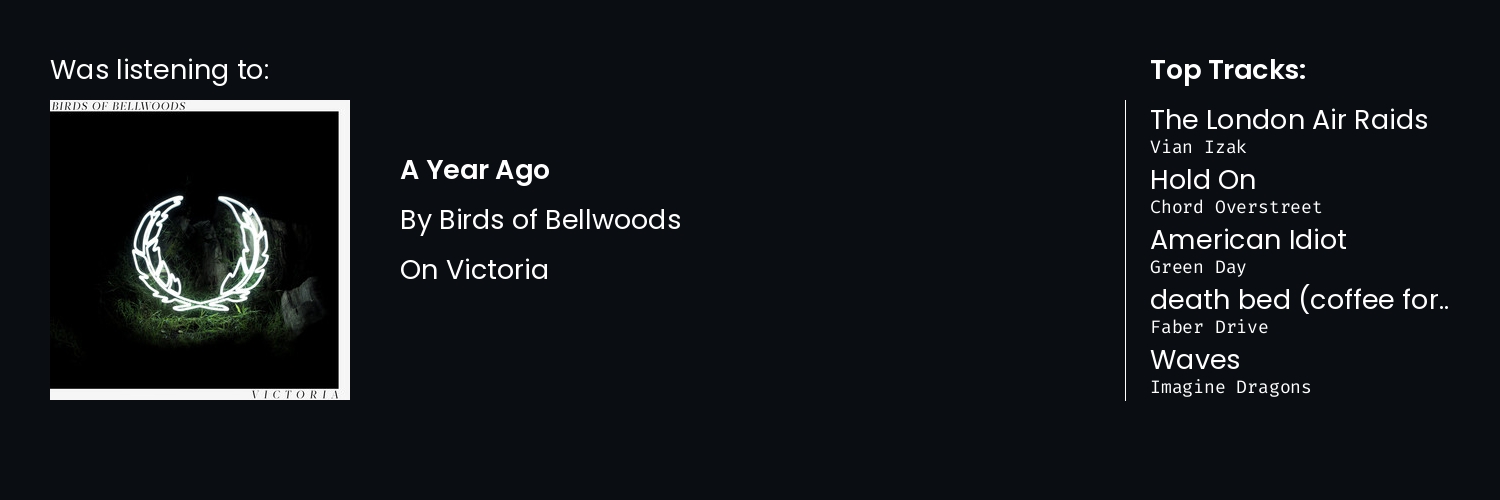 Was listening to:
BIRDS OF BELLWOODS
VICTORIA
A Year Ago
By Birds of Bellwoods
On Victoria
Top Tracks:
The London Air Raids
Vian Izak
Hold On
Chord Overstreet
American Idiot
Green Day
death bed (coffee for..
Faber Drive
Waves
Imagine Dragons